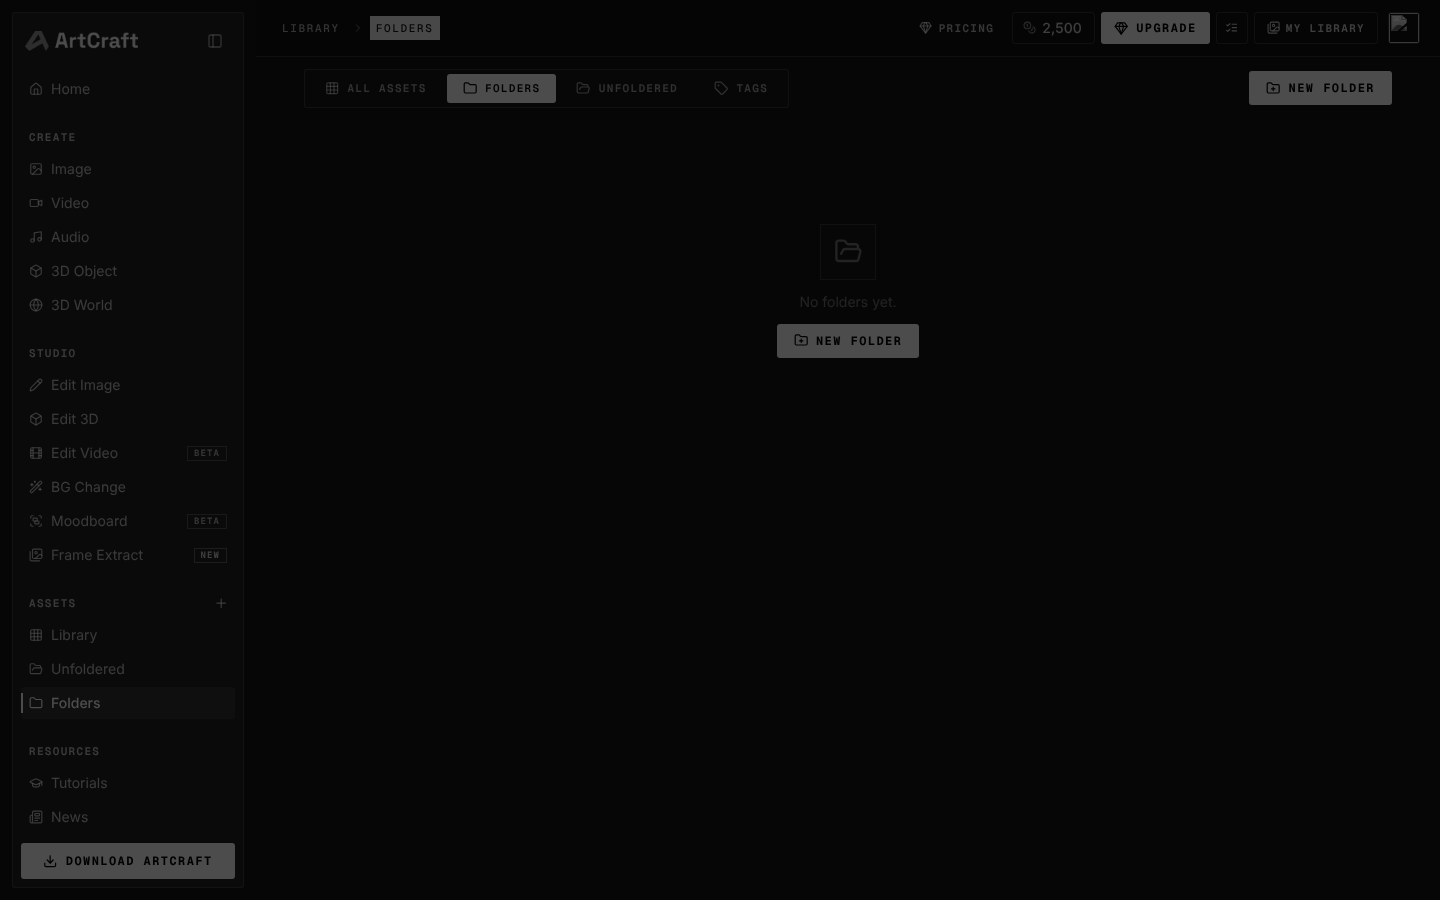 ArtCraft
Home
CREATE
Image
Video
Audio
3D Object
3D World
STUDIO
Edit Image
Edit 3D
Edit Video BETA
BG Change
Moodboard BETA
Frame Extract NEW
ASSETS
Library
Unfoldered
Folders
RESOURCES
Tutorials
News
DOWNLOAD ARTCRAFT
LIBRARY FOLDERS
PRICING 2,500 UPGRADE MY LIBRARY
ALL ASSETS FOLDERS UNFOLDERED TAGS
NEW FOLDER
No folders yet.
NEW FOLDER